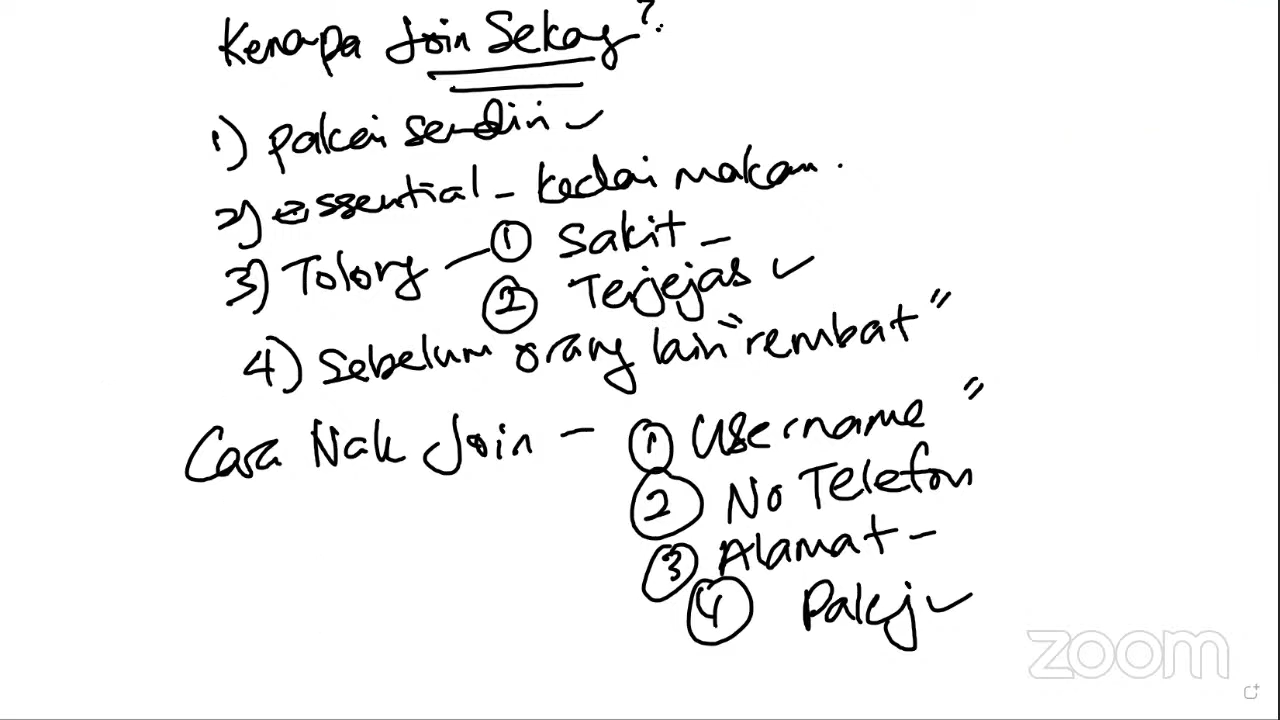 Kenapa Join Sekarang?
1) pakai sendiri ✓
2) essential - kedai makan.
3) Tolong - ① Sakit -
② Terjejas ✓
4) Sebelum orang lain "rembat"
Cara Nak Join - ① Username "
② No Telefon
③ Alamat -
④ Pakej ✓
zoom